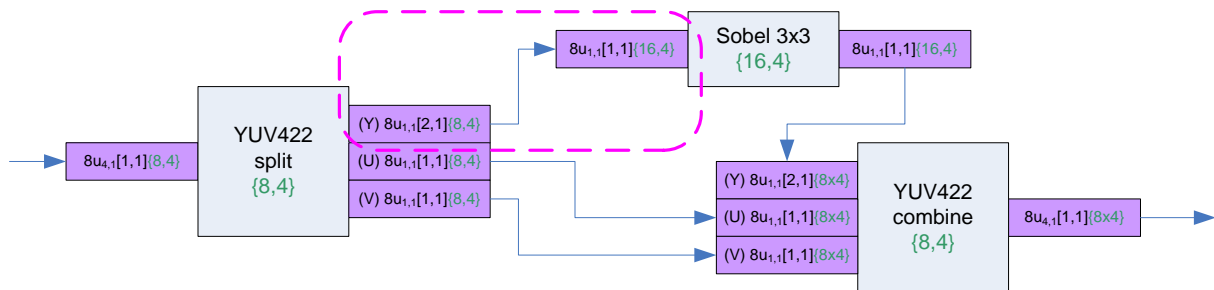 8u4,1[1,1]{8,4}
YUV422
split
{8,4}
(Y) 8u1,1[2,1]{8,4}
(U) 8u1,1[1,1]{8,4}
(V) 8u1,1[1,1]{8,4}
8u1,1[1,1]{16,4}
Sobel 3x3
{16,4}
8u1,1[1,1]{16,4}
(Y) 8u1,1[2,1]{8x4}
(U) 8u1,1[1,1]{8x4}
(V) 8u1,1[1,1]{8x4}
YUV422
combine
{8,4}
8u4,1[1,1]{8x4}